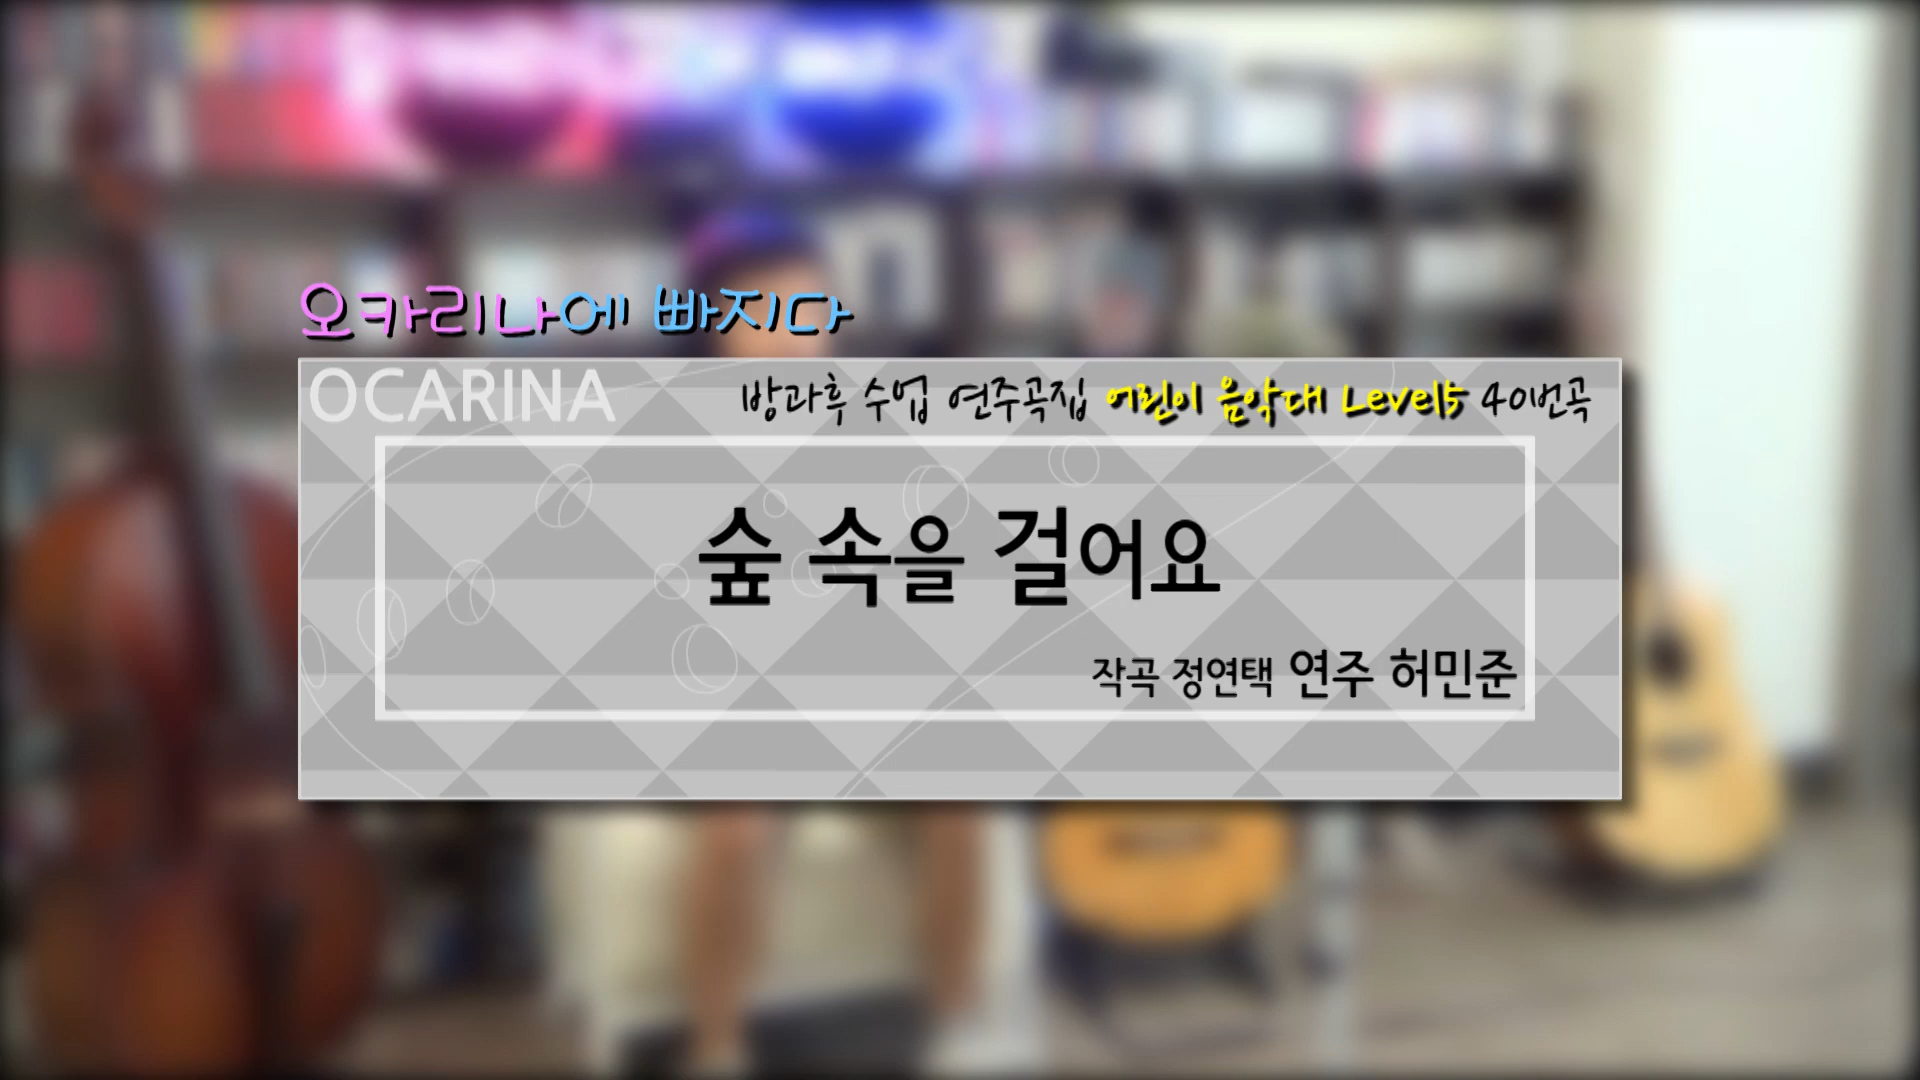 오카리나에 빠지다
OCARINA
방과후 수업 연주곡집 어린이 음악대 Level5 40번곡
숲 속을 걸어요
작곡 정연택 연주 허민준